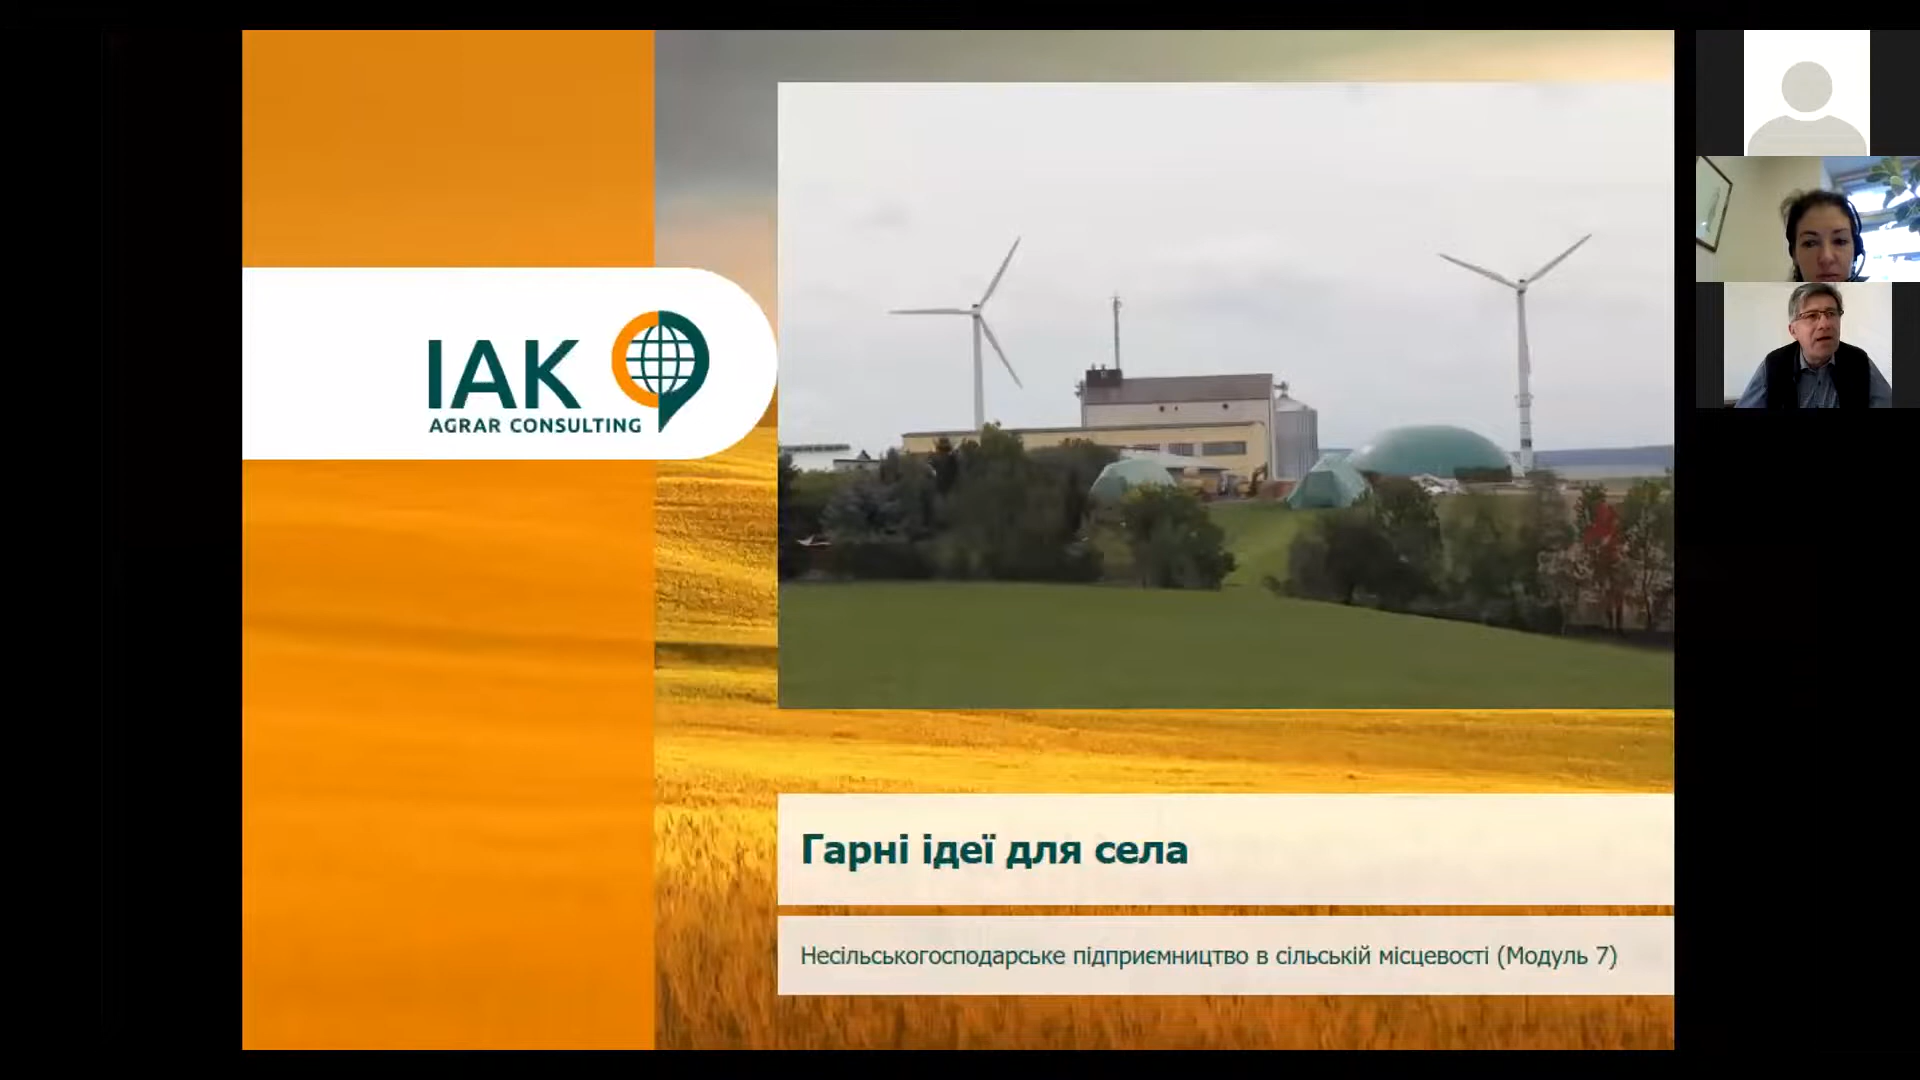 IAK
AGRAR CONSULTING
Гарні ідеї для села
Несільськогосподарське підприємництво в сільській місцевості (Модуль 7)